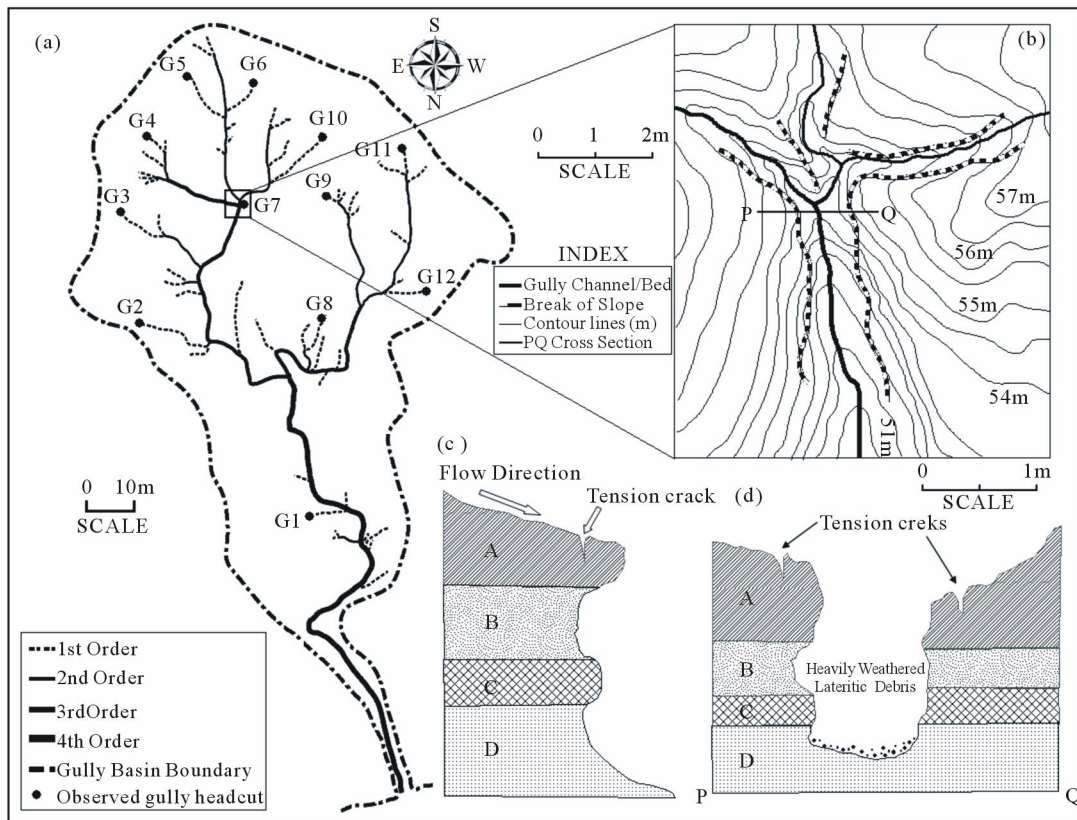 (a)
S
E W
N
G5
G6
G4
G10
G11
G3
G9
G7
G2
G8
G12
G1
0 1 2m
SCALE
0 10m
SCALE
1st Order
2nd Order
3rdOrder
4th Order
Gully Basin Boundary
Observed gully headcut
(b)
P Q
57m
56m
55m
54m
51m
INDEX
Gully Channel/Bed
Break of Slope
Contour lines (m)
PQ Cross Section
0 1m
SCALE
(c )
Flow Direction
Tension crack
A
B
C
D
(d)
Tension creks
A
B
C
D
Heavily Weathered
Lateritic Debris
P Q